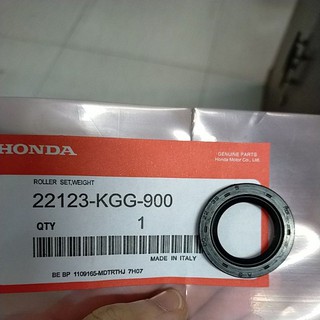 HONDA
GENUINE PARTS
Honda Motor Co., Ltd.
ROLLER SET,WEIGHT
22123-KGG-900
QTY 1
MADE IN ITALY
BE BP 1109165-MDTRTHJ 7H07